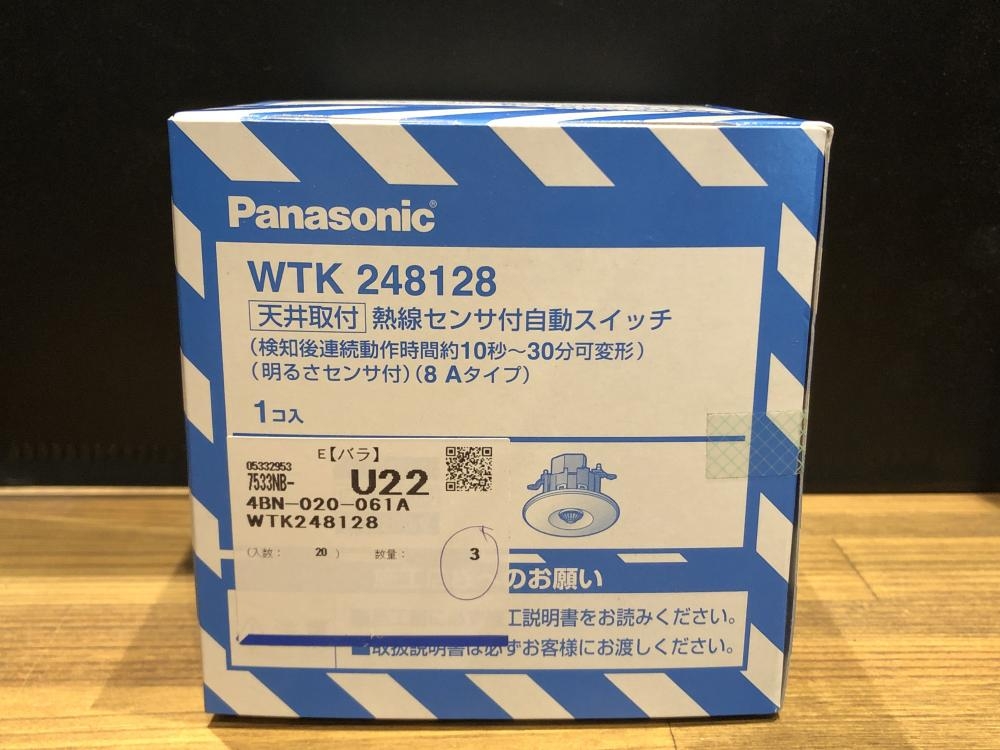 Panasonic®
WTK 248128
天井取付 熱線センサ付自動スイッチ
(検知後連続動作時間約10秒～30分可変形)
(明るさセンサ付)(8 Aタイプ)
1コ入
E【バラ】
05332953
7533NB- U22
4BN-020-061A
WTK248128
(入数： 20 ) 数量： 3
のお願い
工説明書をお読みください。
取扱説明書は必ずお客様にお渡しください。